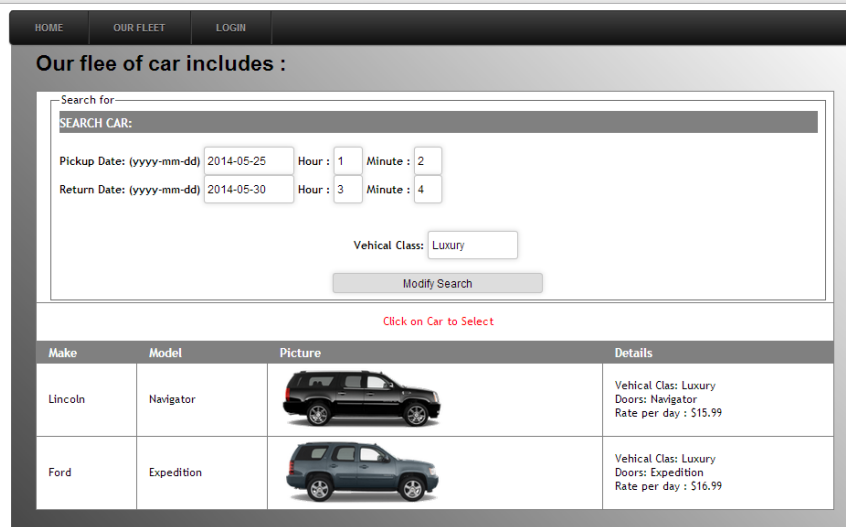 HOME OUR FLEET LOGIN
Our flee of car includes :
Search for
SEARCH CAR:
Pickup Date: (yyyy-mm-dd) 2014-05-25 Hour : 1 Minute : 2
Return Date: (yyyy-mm-dd) 2014-05-30 Hour : 3 Minute : 4
Vehical Class: Luxury
Modify Search
Click on Car to Select
Make Model Picture Details
Lincoln Navigator
Vehical Clas: Luxury
Doors: Navigator
Rate per day : $15.99
Ford Expedition
Vehical Clas: Luxury
Doors: Expedition
Rate per day : $16.99